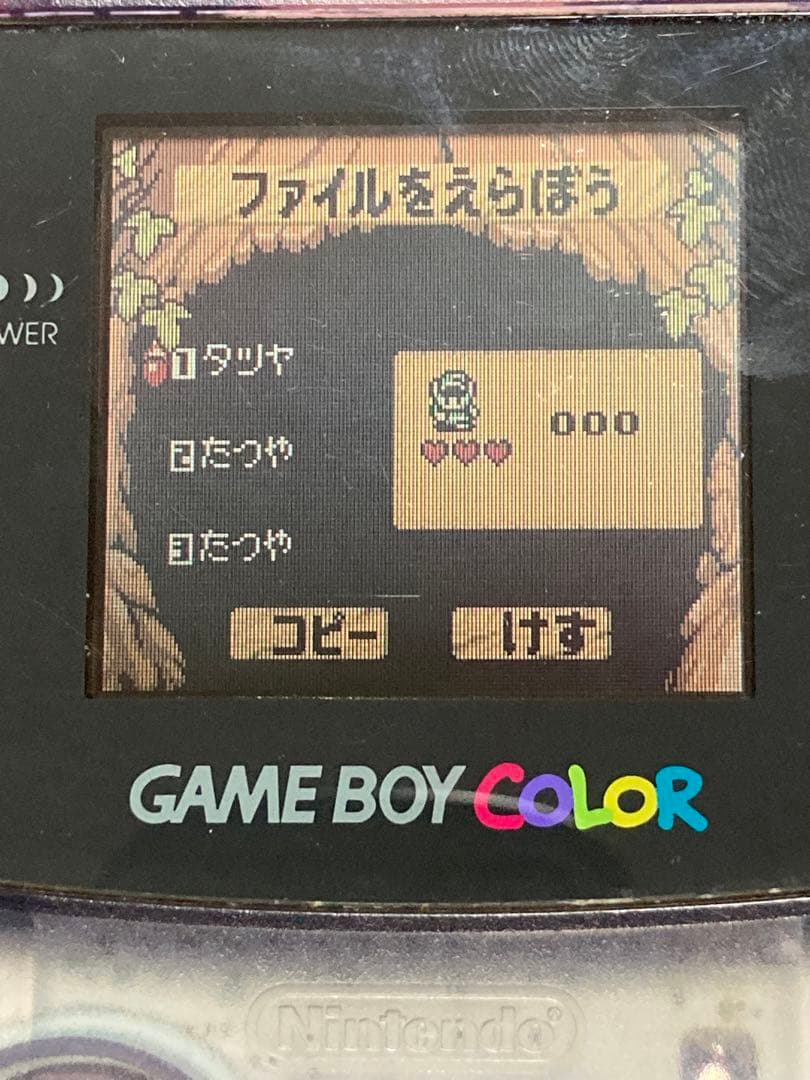 ファイルをえらぼう
WER
1 タツヤ
000
2 たつや
3 たつや
コピー けす
GAME BOY COLOR
Nintendo